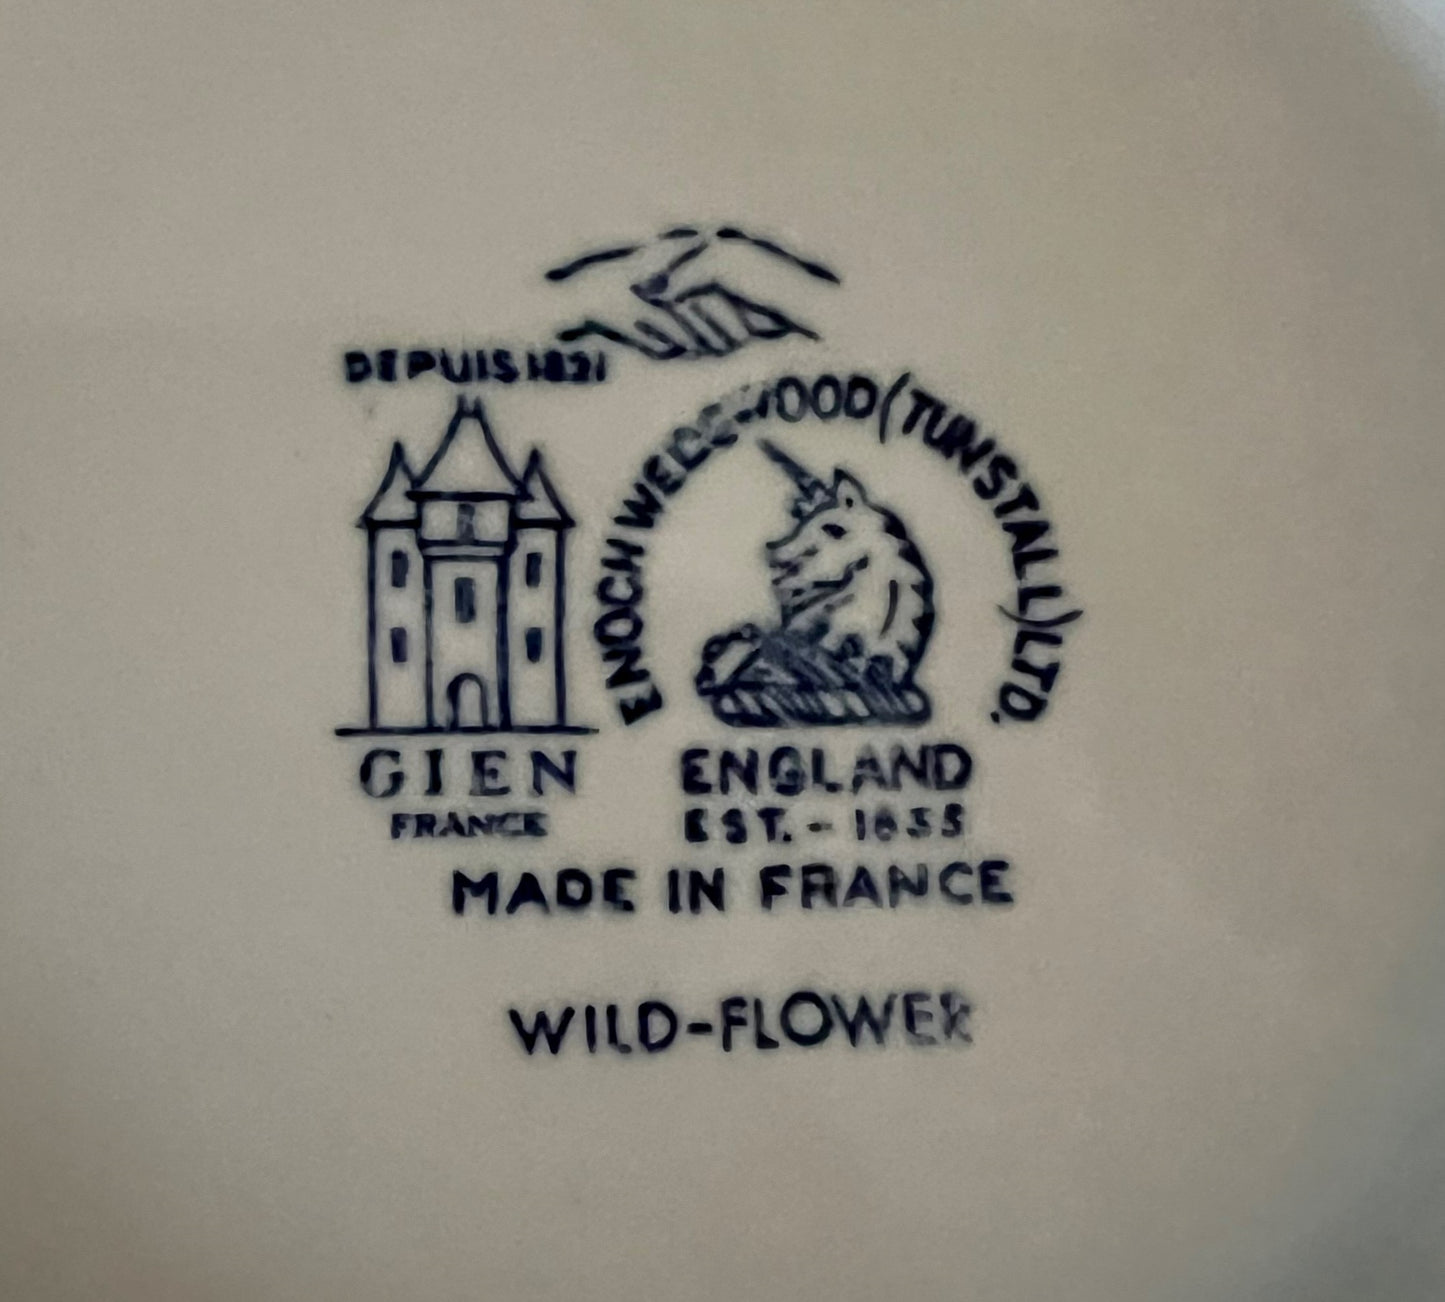 DEPUIS 1821
ENOCH WEDGWOOD (TUNSTALL) LTD.
GIEN
FRANCE
ENGLAND
EST. - 1835
MADE IN FRANCE
WILD-FLOWER